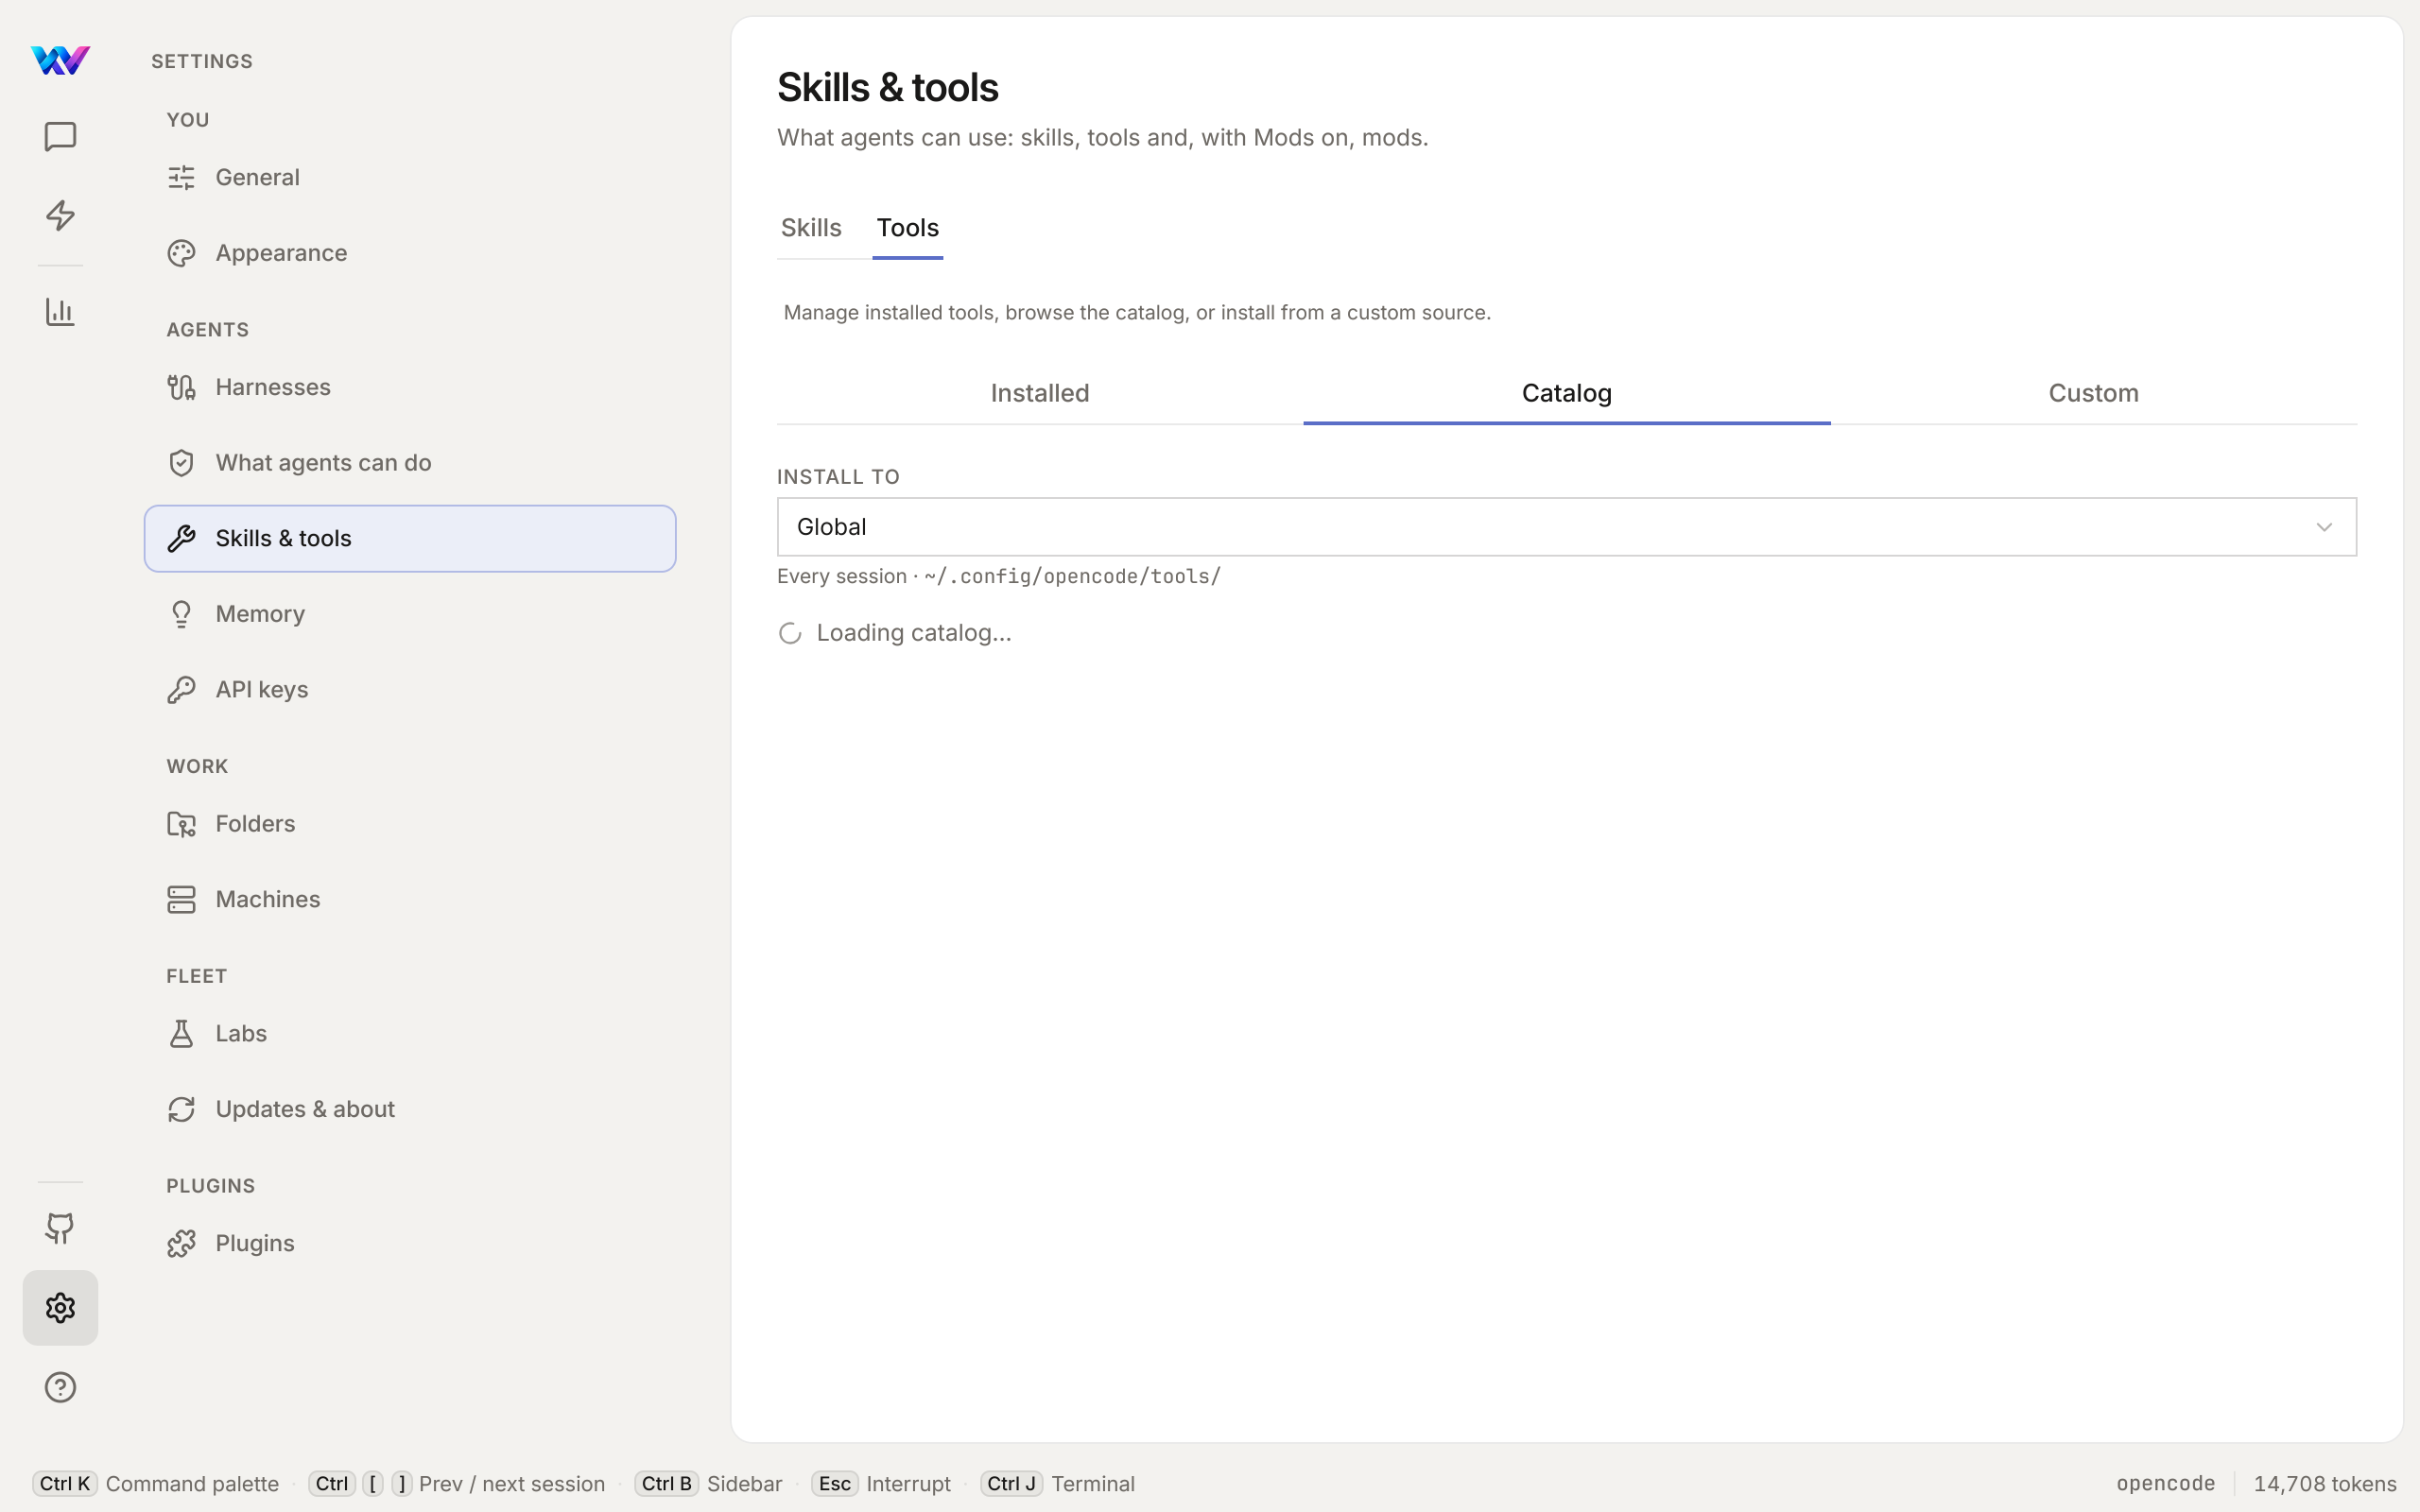 SETTINGS
YOU
General
Appearance
AGENTS
Harnesses
What agents can do
Skills & tools
Memory
API keys
WORK
Folders
Machines
FLEET
Labs
Updates & about
PLUGINS
Plugins
Skills & tools
What agents can use: skills, tools and, with Mods on, mods.
Skills Tools
Manage installed tools, browse the catalog, or install from a custom source.
Installed Catalog Custom
INSTALL TO
Global
Every session · ~/.config/opencode/tools/
Loading catalog...
Ctrl K Command palette · Ctrl [ ] Prev / next session · Ctrl B Sidebar · Esc Interrupt · Ctrl J Terminal opencode 14,708 tokens